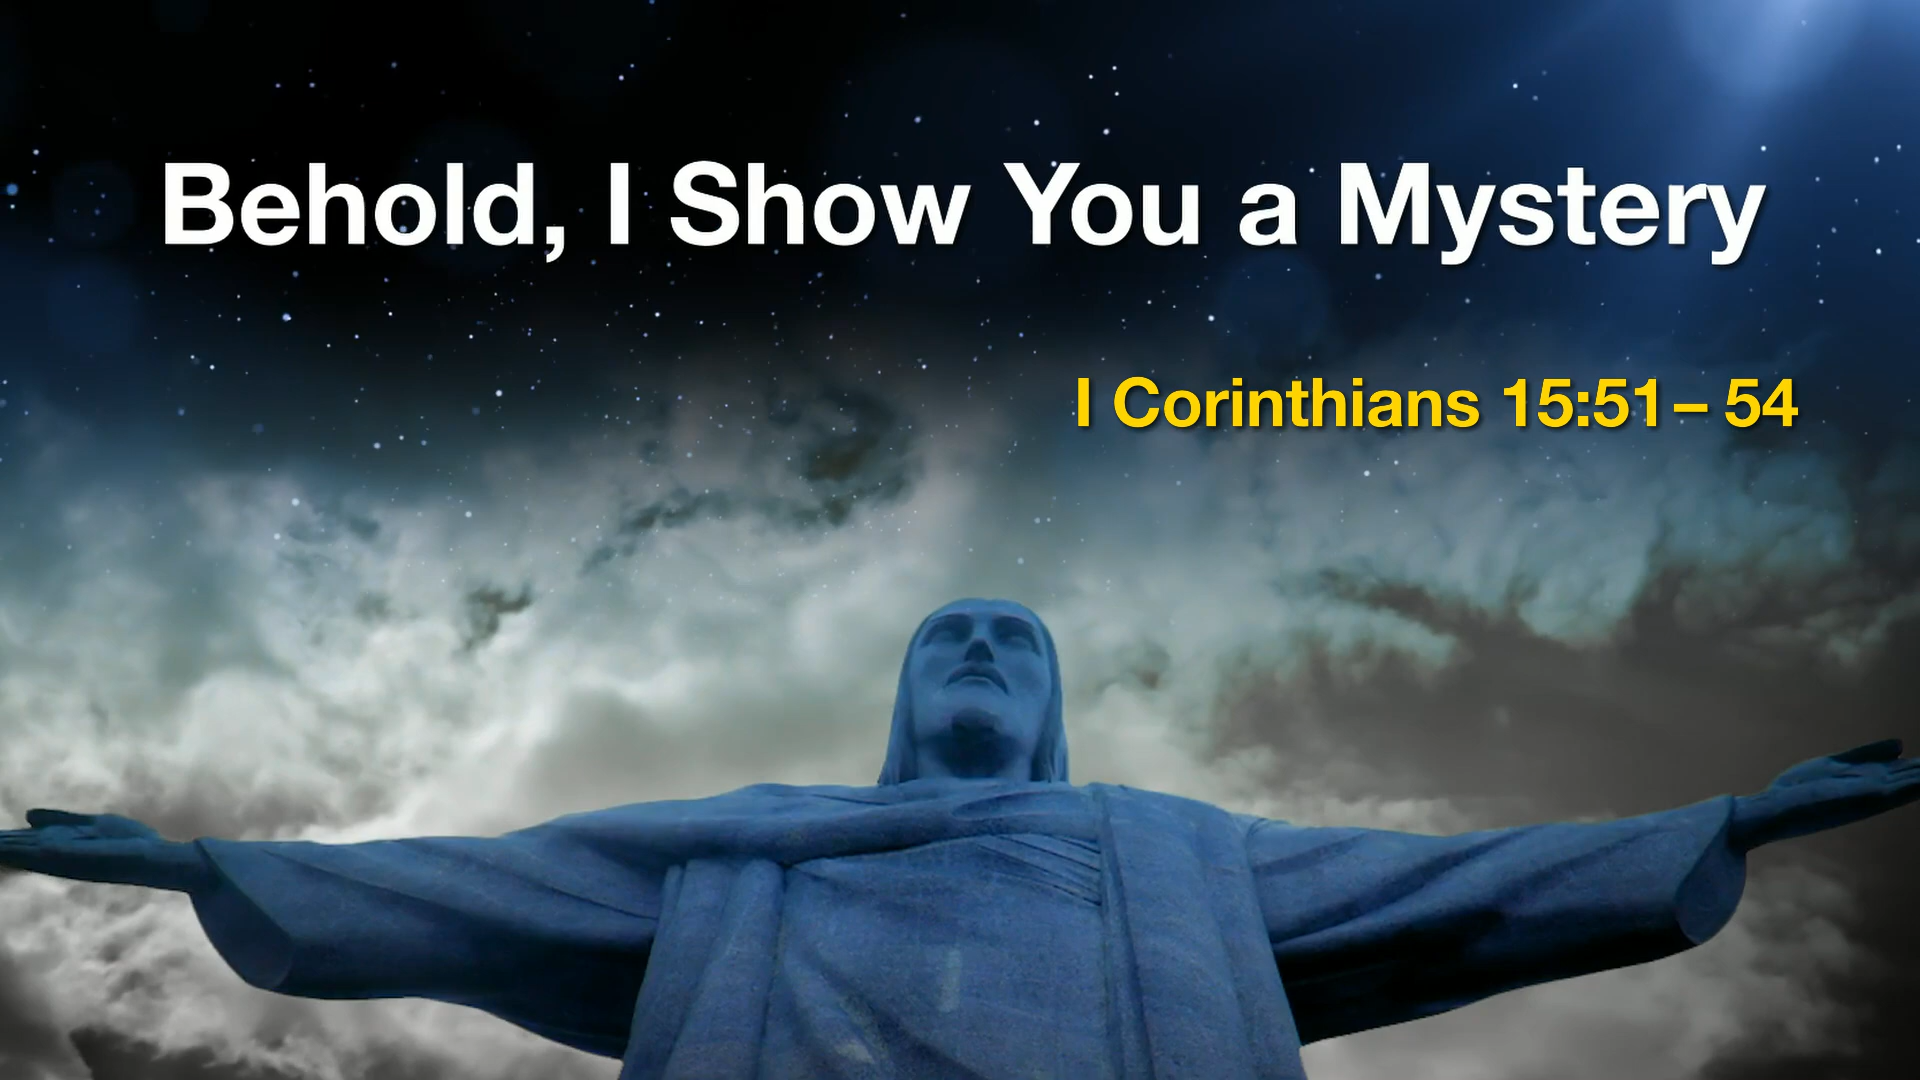 Behold, I Show You a Mystery
I Corinthians 15:51– 54